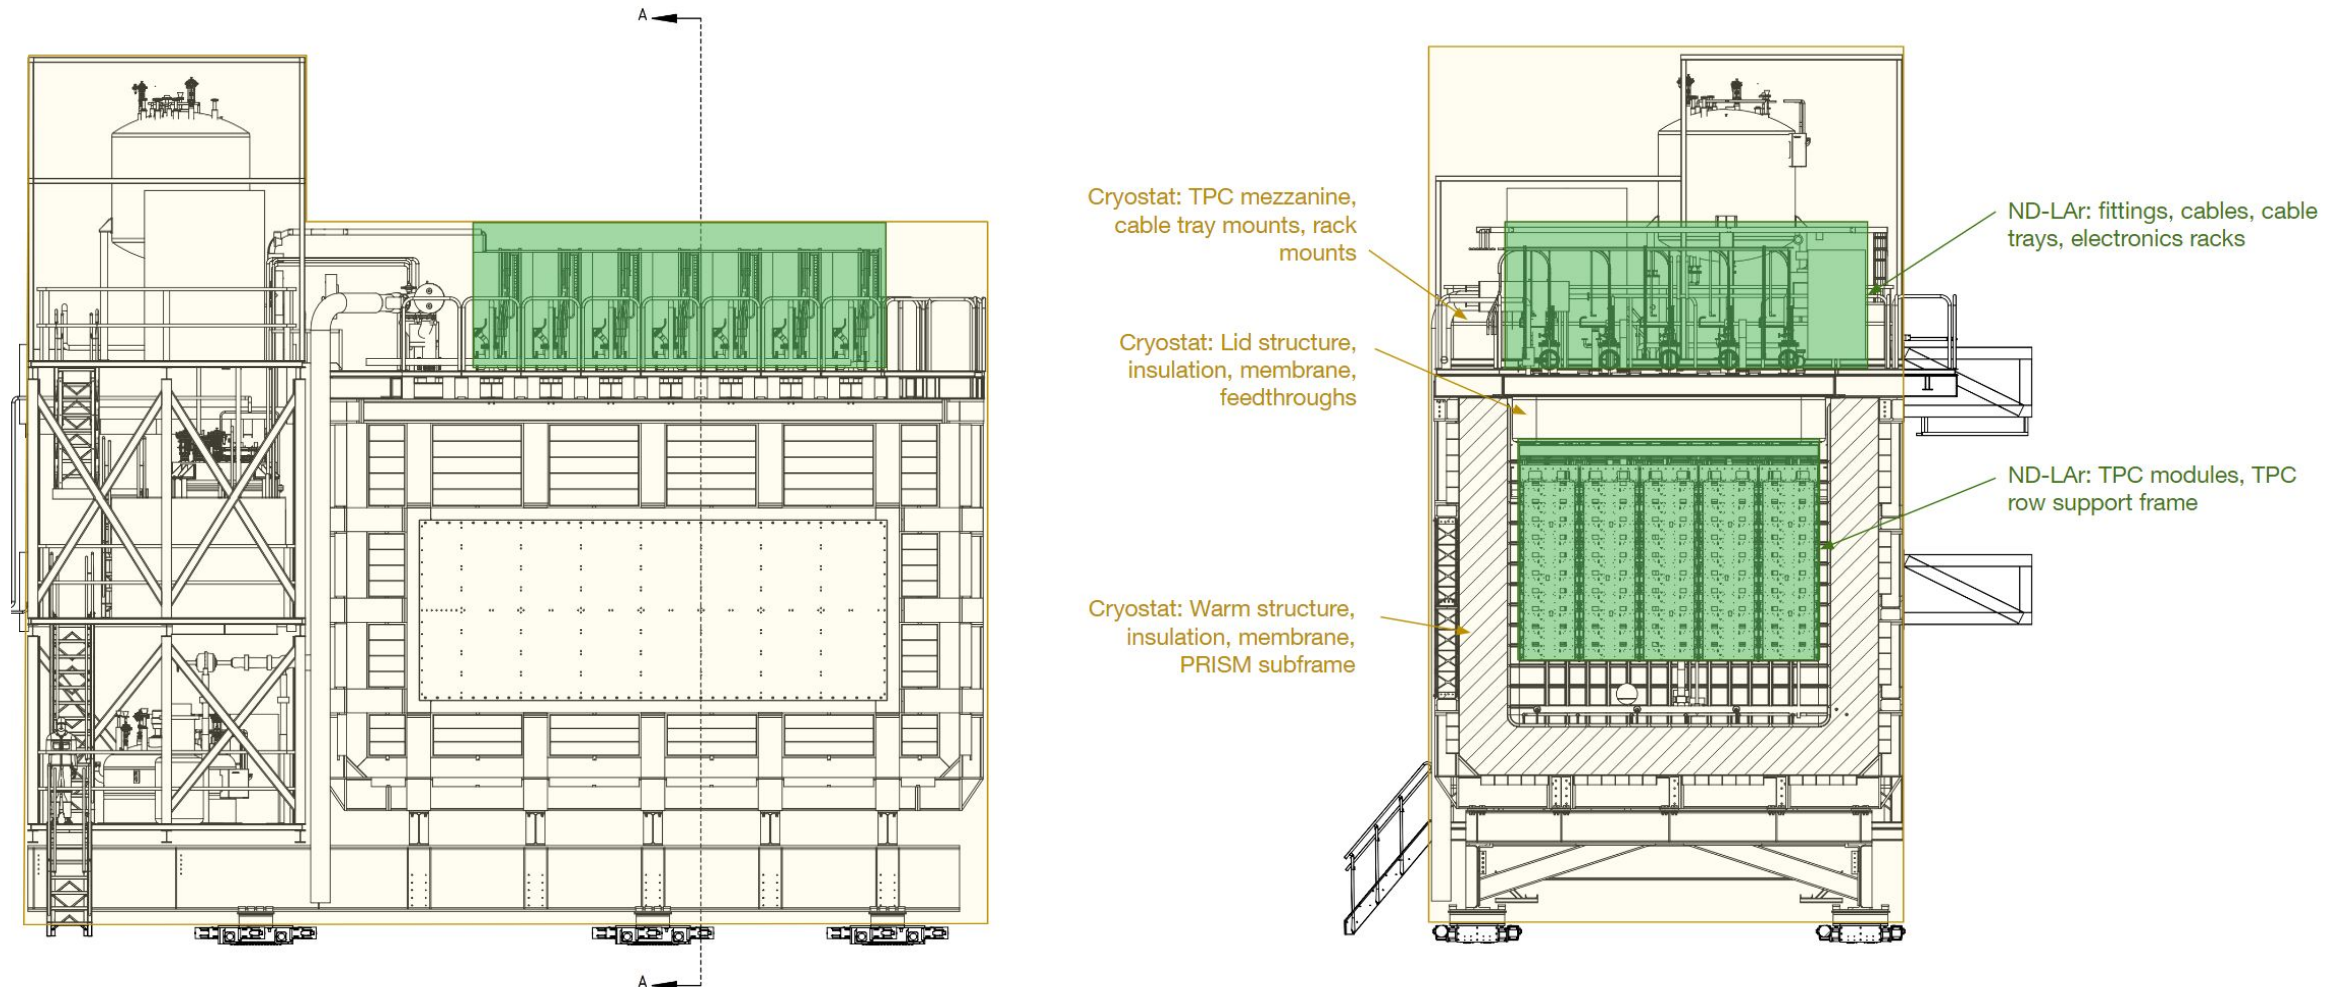 A
A
Cryostat: TPC mezzanine,
cable tray mounts, rack
mounts
Cryostat: Lid structure,
insulation, membrane,
feedthroughs
Cryostat: Warm structure,
insulation, membrane,
PRISM subframe
ND-LAr: fittings, cables, cable
trays, electronics racks
ND-LAr: TPC modules, TPC
row support frame